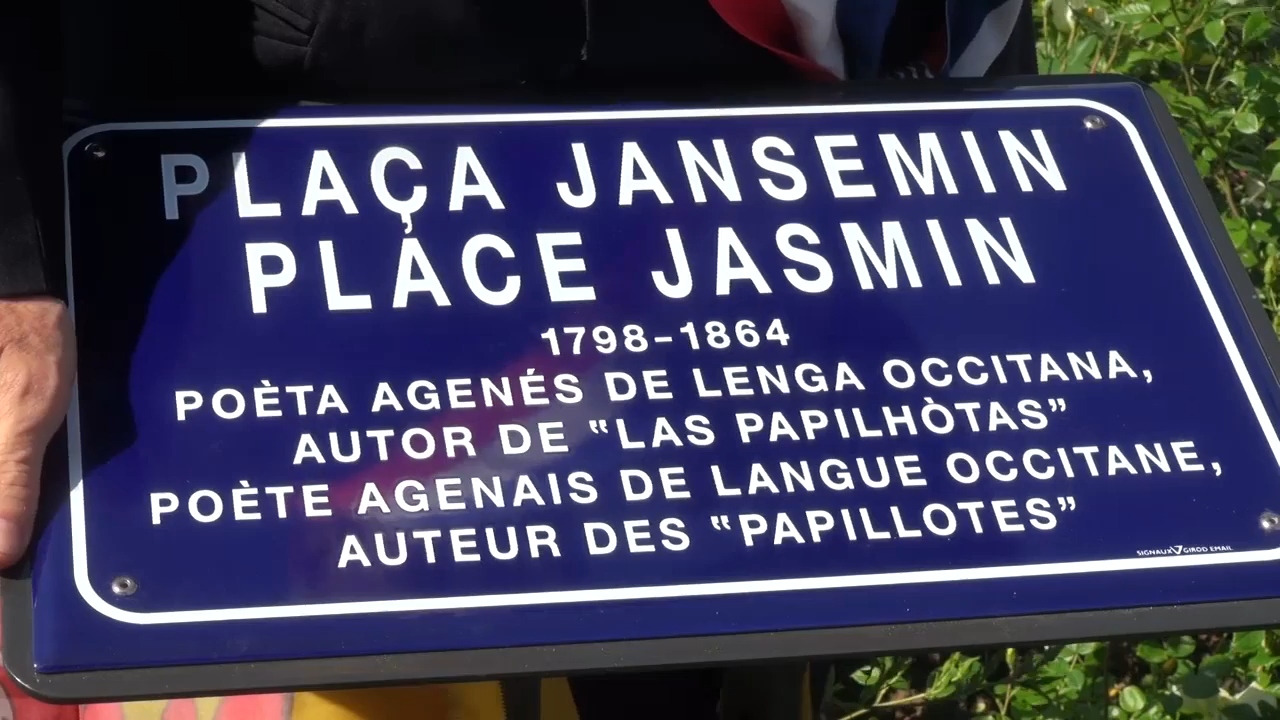 PLAÇA JANSEMIN
PLACE JASMIN
1798-1864
POÈTA AGENÉS DE LENGA OCCITANA,
AUTOR DE “LAS PAPILHÒTAS”
POÈTE AGENAIS DE LANGUE OCCITANE,
AUTEUR DES “PAPILLOTES”
SIGNAUX GIROD EMAIL